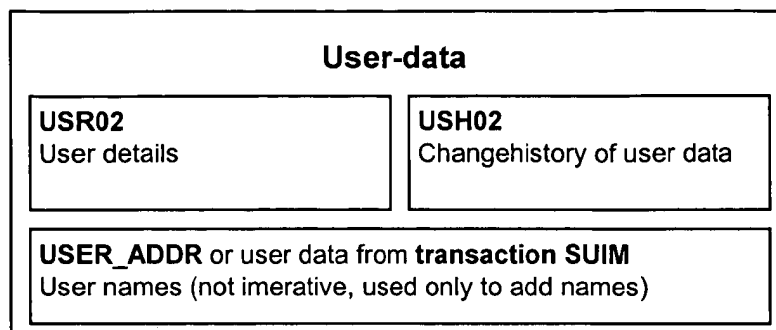 User-data
USR02
User details
USH02
Changehistory of user data
USER_ADDR or user data from transaction SUIM
User names (not imerative, used only to add names)